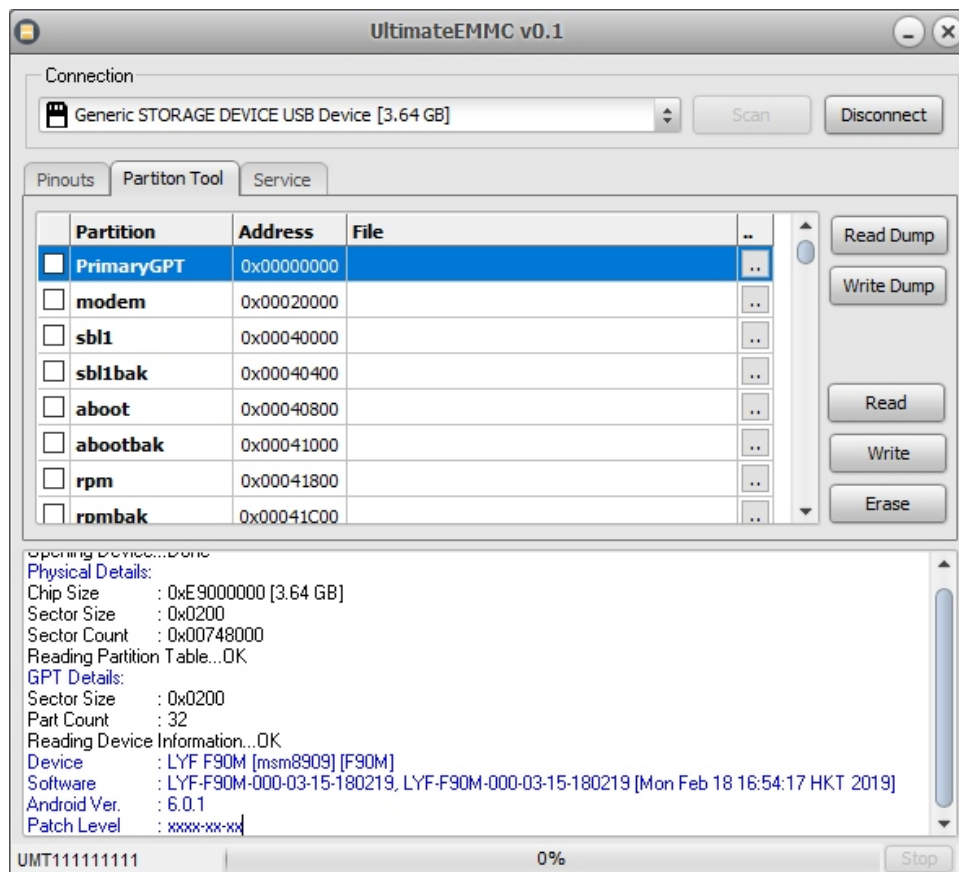 UltimateEMMC v0.1
Connection
Generic STORAGE DEVICE USB Device [3.64 GB]
Scan
Disconnect
Pinouts
Partiton Tool
Service
Partition Address File ..
PrimaryGPT 0x00000000 ..
modem 0x00020000 ..
sbl1 0x00040000 ..
sbl1bak 0x00040400 ..
aboot 0x00040800 ..
abootbak 0x00041000 ..
rpm 0x00041800 ..
rpmbak 0x00041C00 ..
Read Dump
Write Dump
Read
Write
Erase
Opening Device...Done
Physical Details:
Chip Size : 0xE9000000 [3.64 GB]
Sector Size : 0x0200
Sector Count : 0x00748000
Reading Partition Table...OK
GPT Details:
Sector Size : 0x0200
Part Count : 32
Reading Device Information...OK
Device : LYF F90M [msm8909] [F90M]
Software : LYF-F90M-000-03-15-180219, LYF-F90M-000-03-15-180219 [Mon Feb 18 16:54:17 HKT 2019]
Android Ver. : 6.0.1
Patch Level : xxxx-xx-xx
UMT111111111
0%
Stop